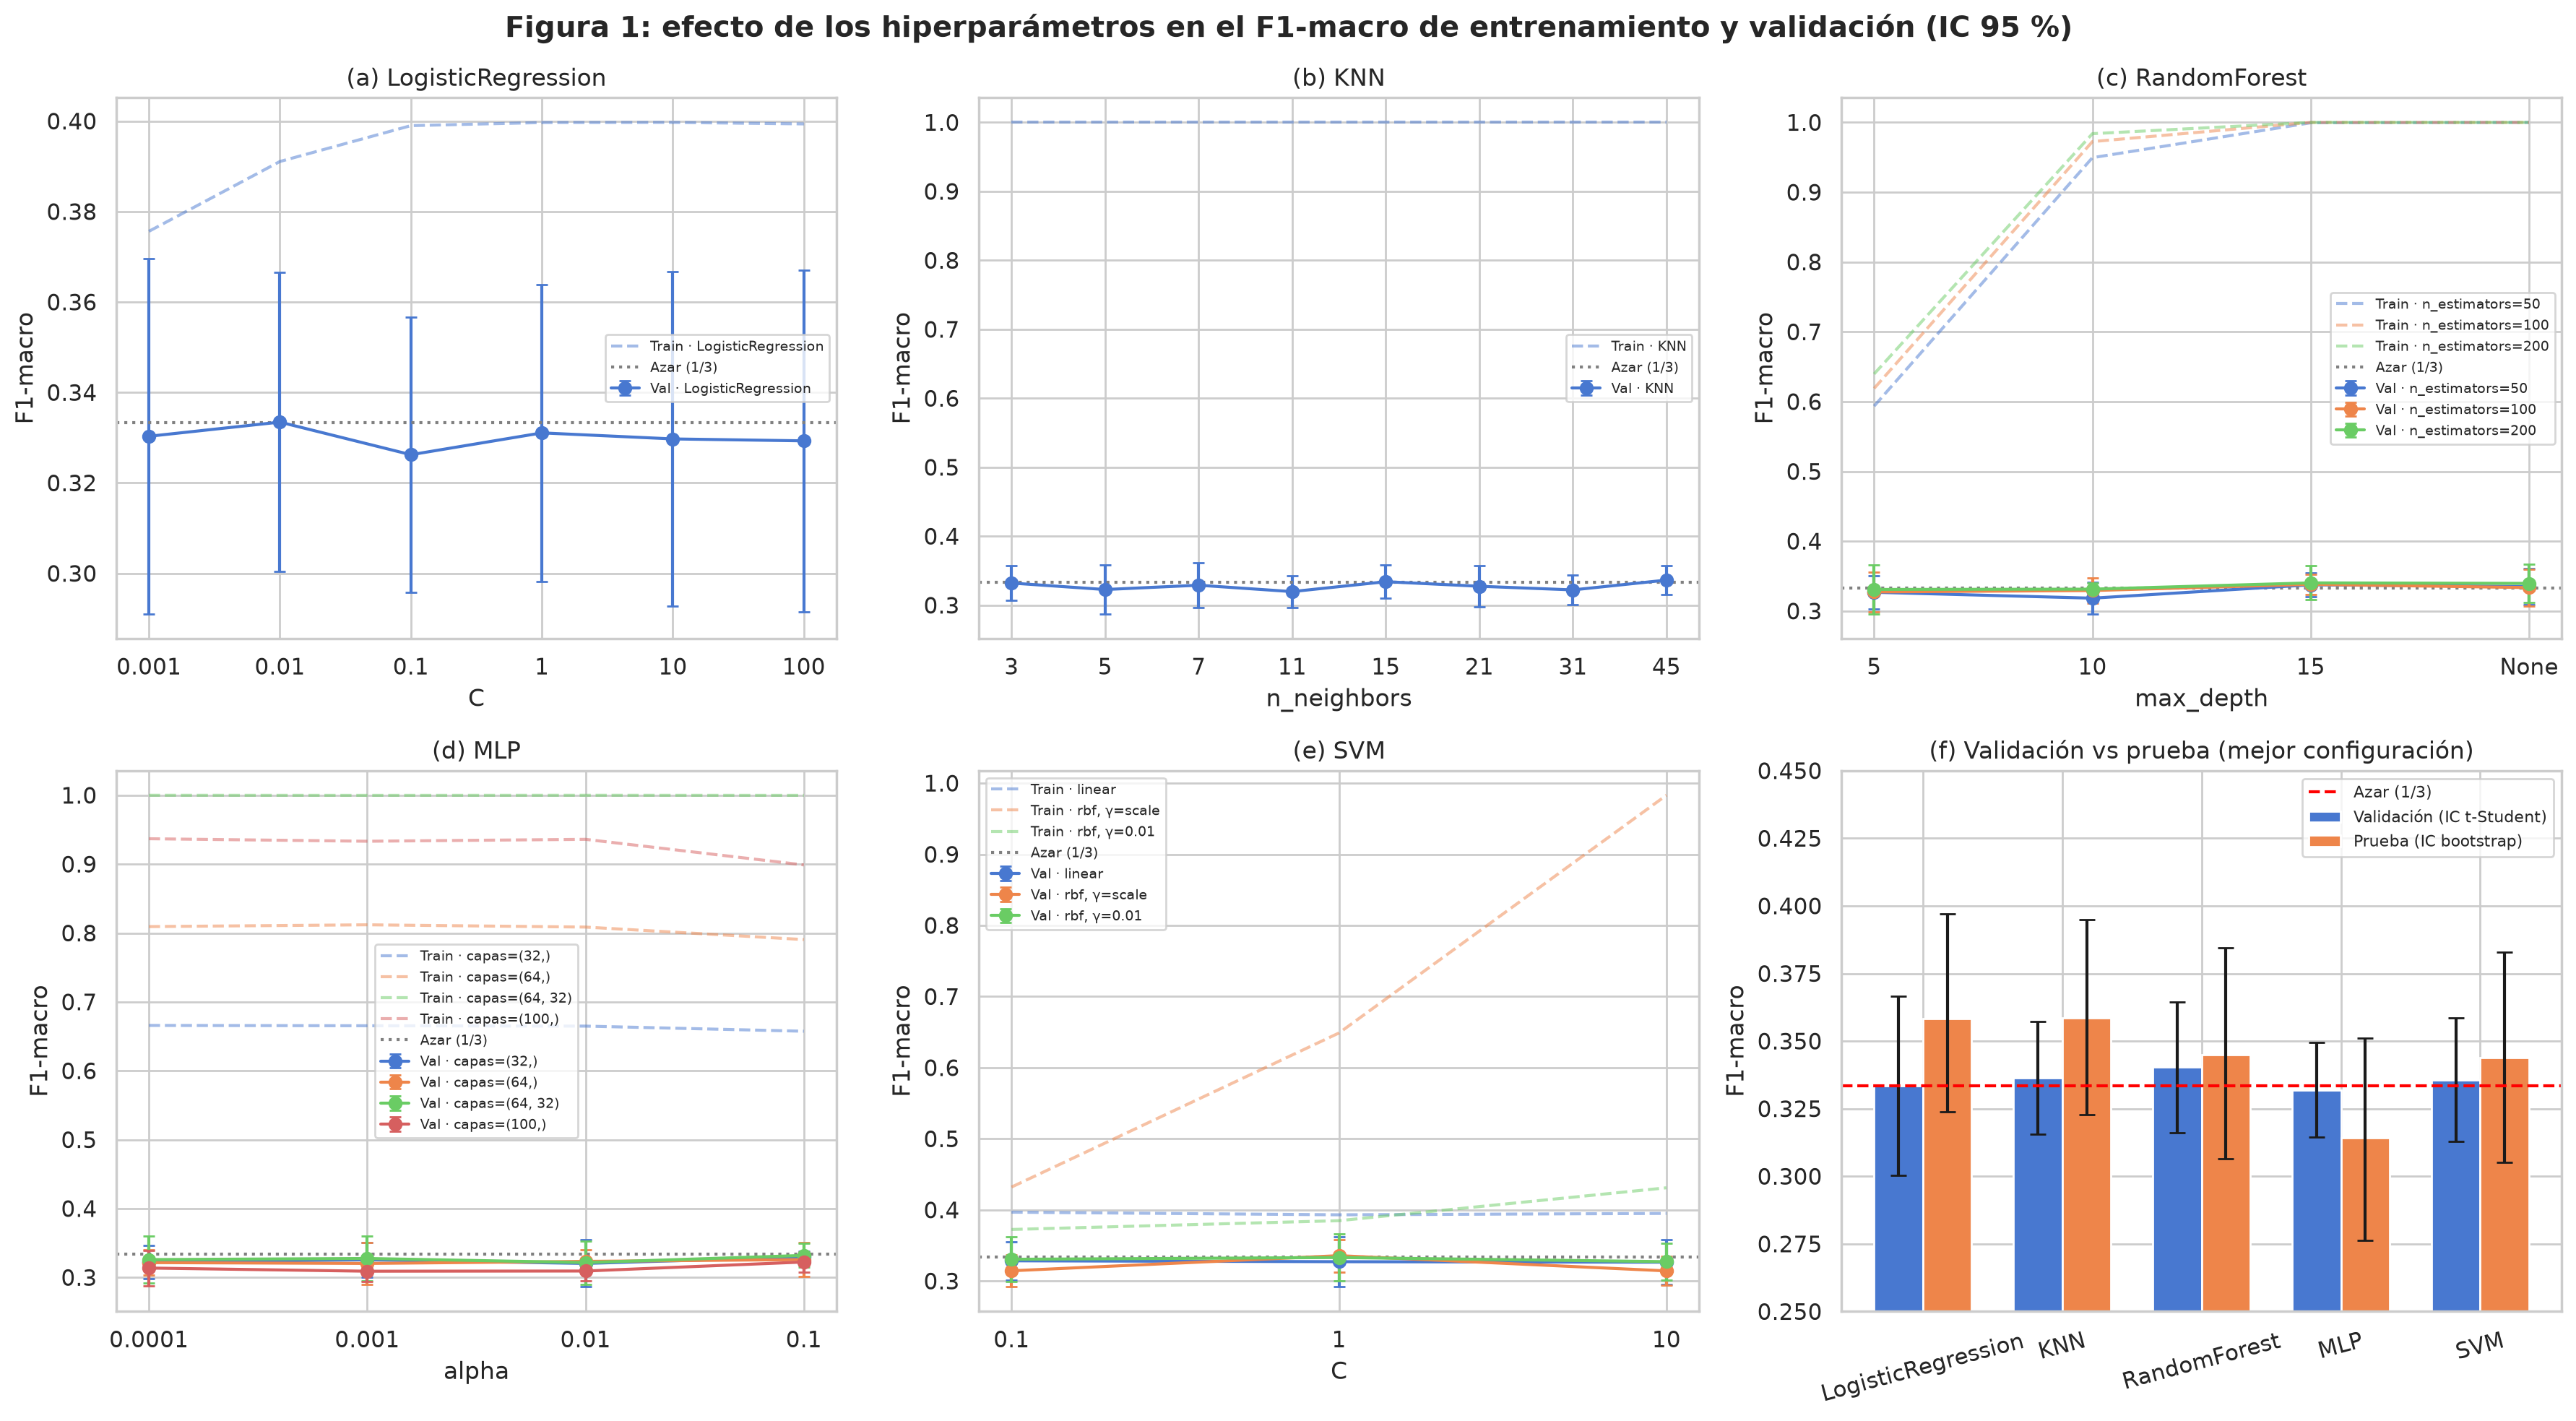 Figura 1: efecto de los hiperparámetros en el F1-macro de entrenamiento y validación (IC 95 %)
(a) LogisticRegression
F1-macro
0.40
0.38
0.36
0.34
0.32
0.30
Train · LogisticRegression
Azar (1/3)
Val · LogisticRegression
0.001 0.01 0.1 1 10 100
C
(b) KNN
F1-macro
1.0
0.9
0.8
0.7
0.6
0.5
0.4
0.3
Train · KNN
Azar (1/3)
Val · KNN
3 5 7 11 15 21 31 45
n_neighbors
(c) RandomForest
F1-macro
1.0
0.9
0.8
0.7
0.6
0.5
0.4
0.3
Train · n_estimators=50
Train · n_estimators=100
Train · n_estimators=200
Azar (1/3)
Val · n_estimators=50
Val · n_estimators=100
Val · n_estimators=200
5 10 15 None
max_depth
(d) MLP
F1-macro
1.0
0.9
0.8
0.7
0.6
0.5
0.4
0.3
Train · capas=(32,)
Train · capas=(64,)
Train · capas=(64, 32)
Train · capas=(100,)
Azar (1/3)
Val · capas=(32,)
Val · capas=(64,)
Val · capas=(64, 32)
Val · capas=(100,)
0.0001 0.001 0.01 0.1
alpha
(e) SVM
F1-macro
1.0
0.9
0.8
0.7
0.6
0.5
0.4
0.3
Train · linear
Train · rbf, γ=scale
Train · rbf, γ=0.01
Azar (1/3)
Val · linear
Val · rbf, γ=scale
Val · rbf, γ=0.01
0.1 1 10
C
(f) Validación vs prueba (mejor configuración)
F1-macro
0.450
0.425
0.400
0.375
0.350
0.325
0.300
0.275
0.250
Azar (1/3)
Validación (IC t-Student)
Prueba (IC bootstrap)
LogisticRegression KNN RandomForest MLP SVM